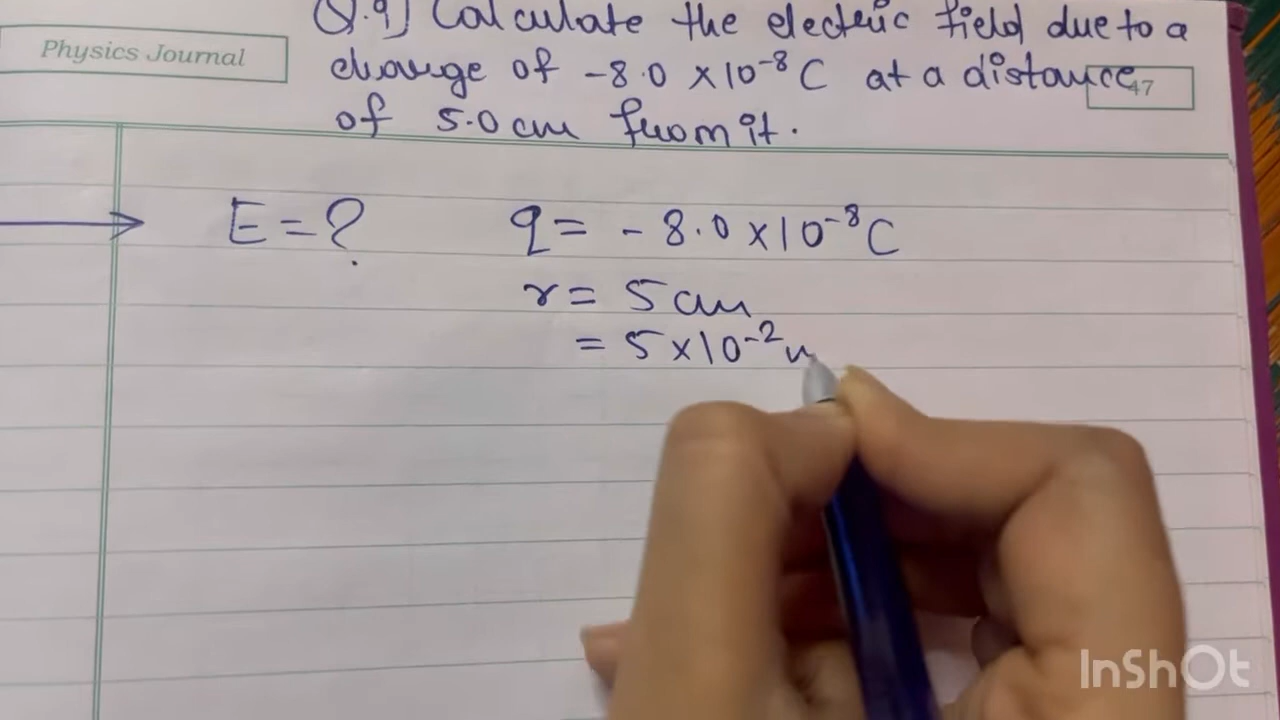 Physics Journal
Q.9] Calculate the electric field due to a
charge of -8.0 × 10⁻⁸ C at a distance
47
of 5.0 cm from it.
E = ?
q = - 8.0 × 10⁻⁸ C
r = 5 cm
= 5 × 10⁻² m
InShOt